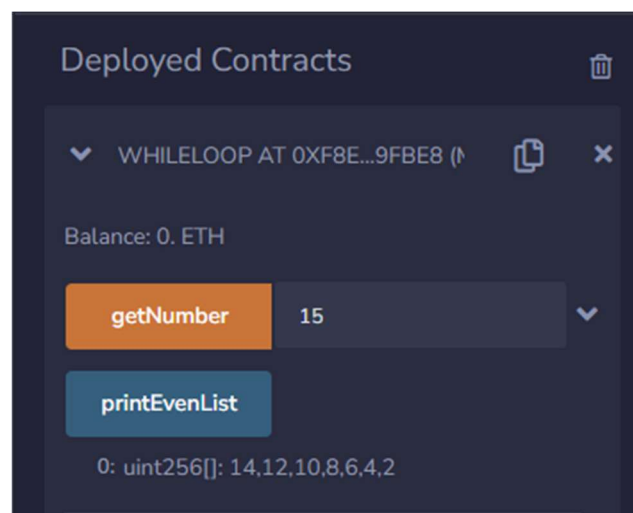 Deployed Contracts
WHILELOOP AT 0XF8E...9FBE8 (M
Balance: 0. ETH
getNumber 15
printEvenList
0: uint256[]: 14,12,10,8,6,4,2